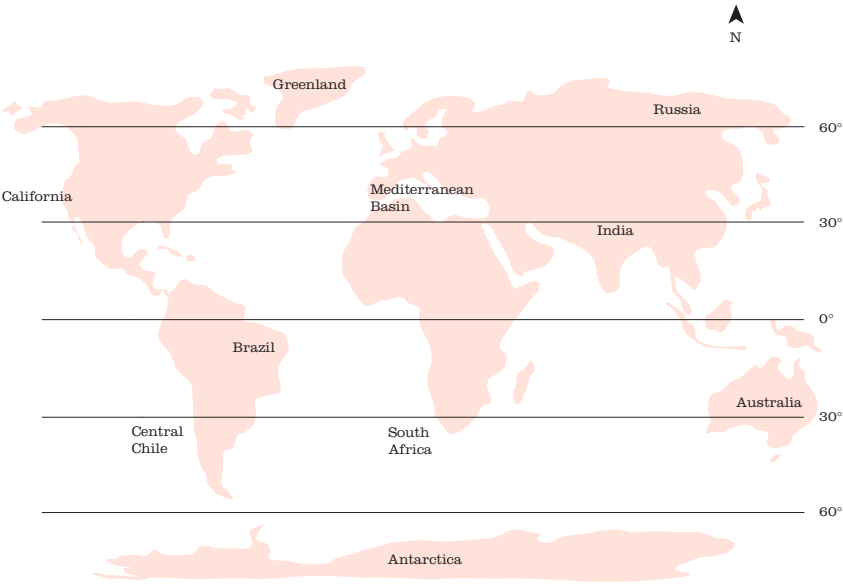 N
Greenland
Russia
60°
California
Mediterranean
Basin
30°
India
0°
Brazil
Australia
30°
Central
Chile
South
Africa
60°
Antarctica